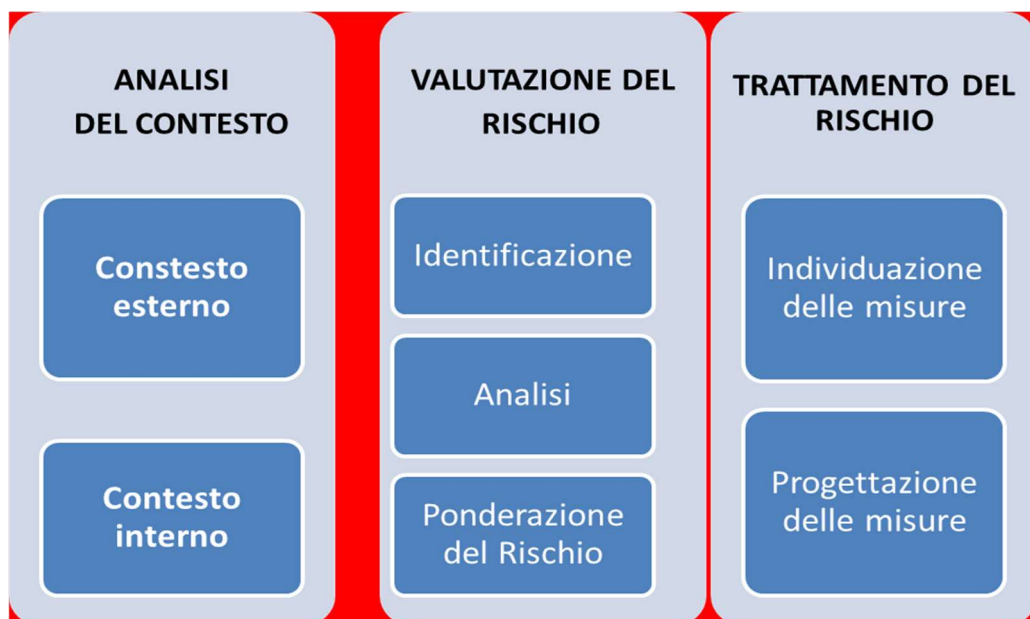 ANALISI
DEL CONTESTO
Constesto
esterno
Contesto
interno
VALUTAZIONE DEL
RISCHIO
Identificazione
Analisi
Ponderazione
del Rischio
TRATTAMENTO DEL
RISCHIO
Individuazione
delle misure
Progettazione
delle misure